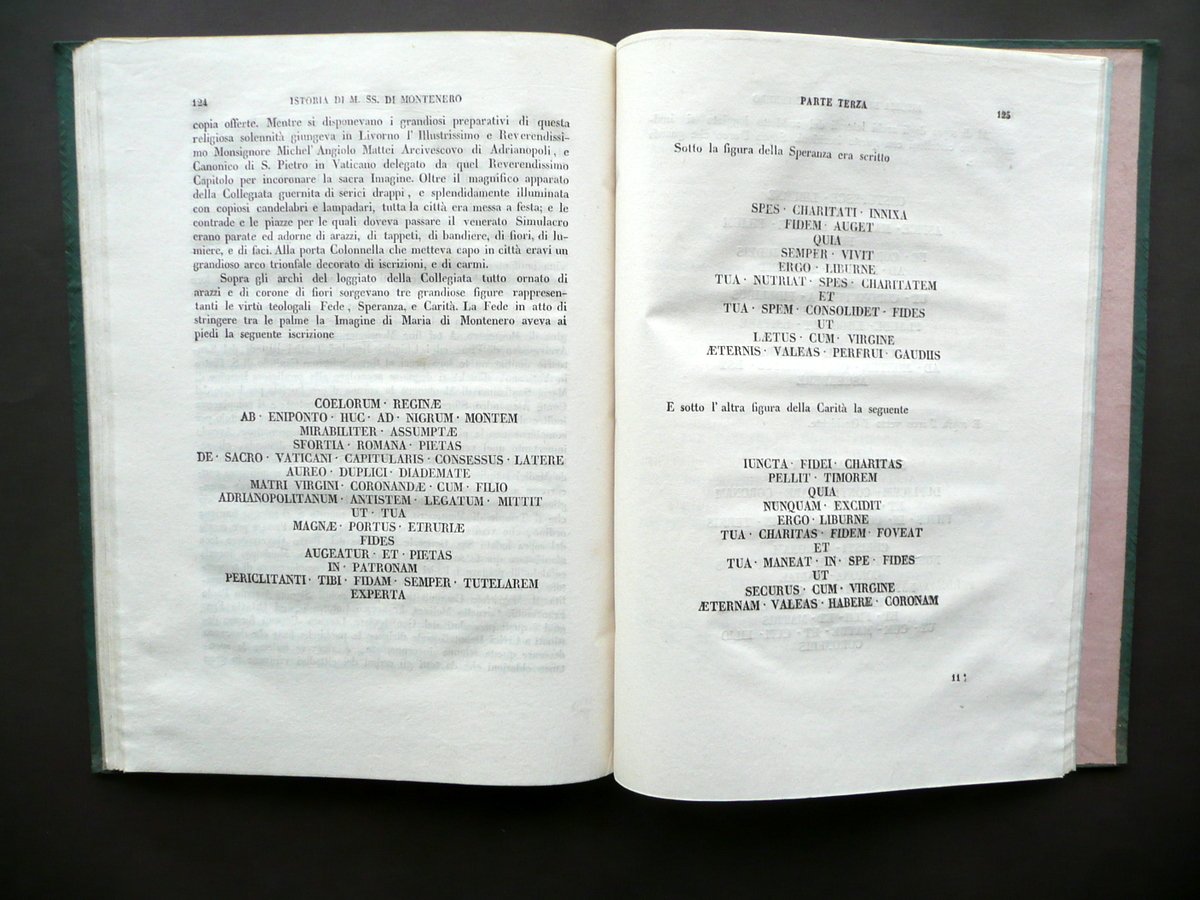 124 ISTORIA DI M. SS. DI MONTENERO
copia offerte. Mentre si disponevano i grandiosi preparativi di questa
religiosa solennità giungeva in Livorno l' Illustrissimo e Reverendissi-
mo Monsignore Michel' Angiolo Mattei Arcivescovo di Adrianopoli, e
Canonico di S. Pietro in Vaticano delegato da quel Reverendissimo
Capitolo per incoronare la sacra Imagine. Oltre il magnifico apparato
della Collegiata guernita di serici drappi, e splendidamente illuminata
con copiosi candelabri e lampadari, tutta la città era messa a festa; e le
contrade e le piazze per le quali doveva passare il venerato Simulacro
erano parate ed adorne di arazzi, di tappeti, di bandiere, di fiori, di lu-
miere, e di faci. Alla porta Colonnella che metteva capo in città eravi un
grandioso arco trionfale decorato di iscrizioni, e di carmi.
Sopra gli archi del loggiato della Collegiata tutto ornato di
arazzi e di corone di fiori sorgevano tre grandiose figure rappresen-
tanti le virtù teologali Fede, Speranza, e Carità. La Fede in atto di
stringere tra le palme la Imagine di Maria di Montenero aveva ai
piedi la seguente iscrizione
COELORUM · REGINÆ
AB · ENIPONTO · HUC · AD · NIGRUM · MONTEM
MIRABILITER · ASSUMPTÆ
SFORTIA · ROMANA · PIETAS
DE · SACRO · VATICANI · CAPITULARIS · CONSESSUS · LATERE
AUREO · DUPLICI · DIADEMATE
MATRI · VIRGINI · CORONANDÆ · CUM · FILIO
ADRIANOPOLITANUM · ANTISTEM · LEGATUM · MITTIT
UT · TUA
MAGNÆ · PORTUS · ETRURIÆ
FIDES
AUGEATUR · ET · PIETAS
IN · PATRONAM
PERICLITANTI · TIBI · FIDAM · SEMPER · TUTELAREM
EXPERTA
PARTE TERZA 125
Sotto la figura della Speranza era scritto
SPES · CHARITATI · INNIXA
FIDEM · AUGET
QUIA
SEMPER · VIVIT
ERGO · LIBURNE
TUA · NUTRIAT · SPES · CHARITATEM
ET
TUA · SPEM · CONSOLIDET · FIDES
UT
LÆTUS · CUM · VIRGINE
ÆTERNIS · VALEAS · PERFRUI · GAUDIIS
E sotto l' altra figura della Carità la seguente
IUNCTA · FIDEI · CHARITAS
PELLIT · TIMOREM
QUIA
NUNQUAM · EXCIDIT
ERGO · LIBURNE
TUA · CHARITAS · FIDEM · FOVEAT
ET
TUA · MANEAT · IN · SPE · FIDES
UT
SECURUS · CUM · VIRGINE
ÆTERNAM · VALEAS · HABERE · CORONAM